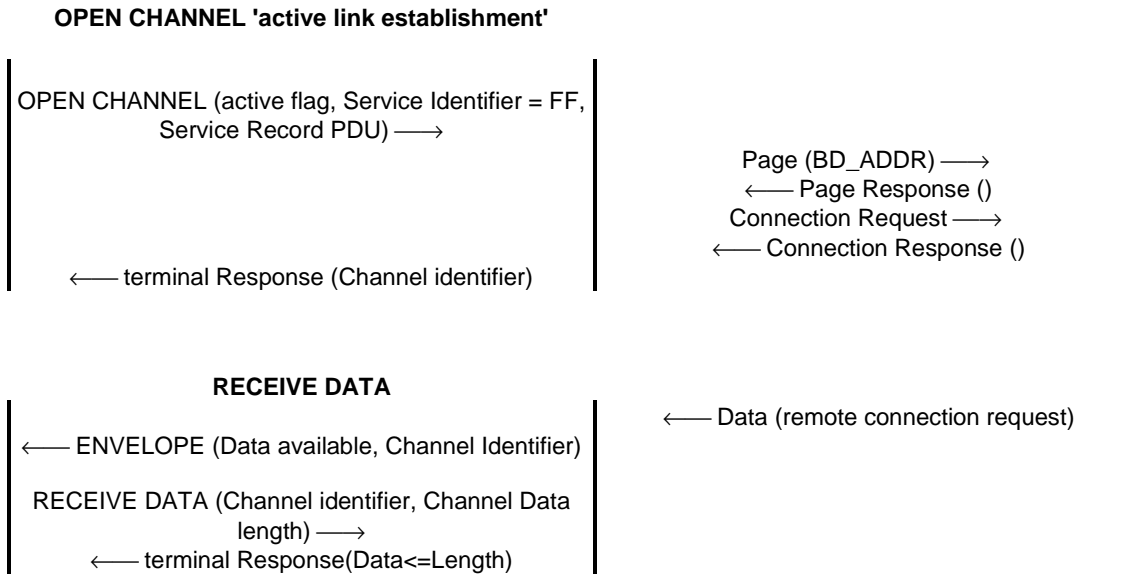 OPEN CHANNEL 'active link establishment'
OPEN CHANNEL (active flag, Service Identifier = FF,
Service Record PDU) ⟶
Page (BD_ADDR) ⟶
⟵ Page Response ()
Connection Request ⟶
⟵ Connection Response ()
⟵ terminal Response (Channel identifier)
RECEIVE DATA
⟵ Data (remote connection request)
⟵ ENVELOPE (Data available, Channel Identifier)
RECEIVE DATA (Channel identifier, Channel Data
length) ⟶
⟵ terminal Response(Data<=Length)